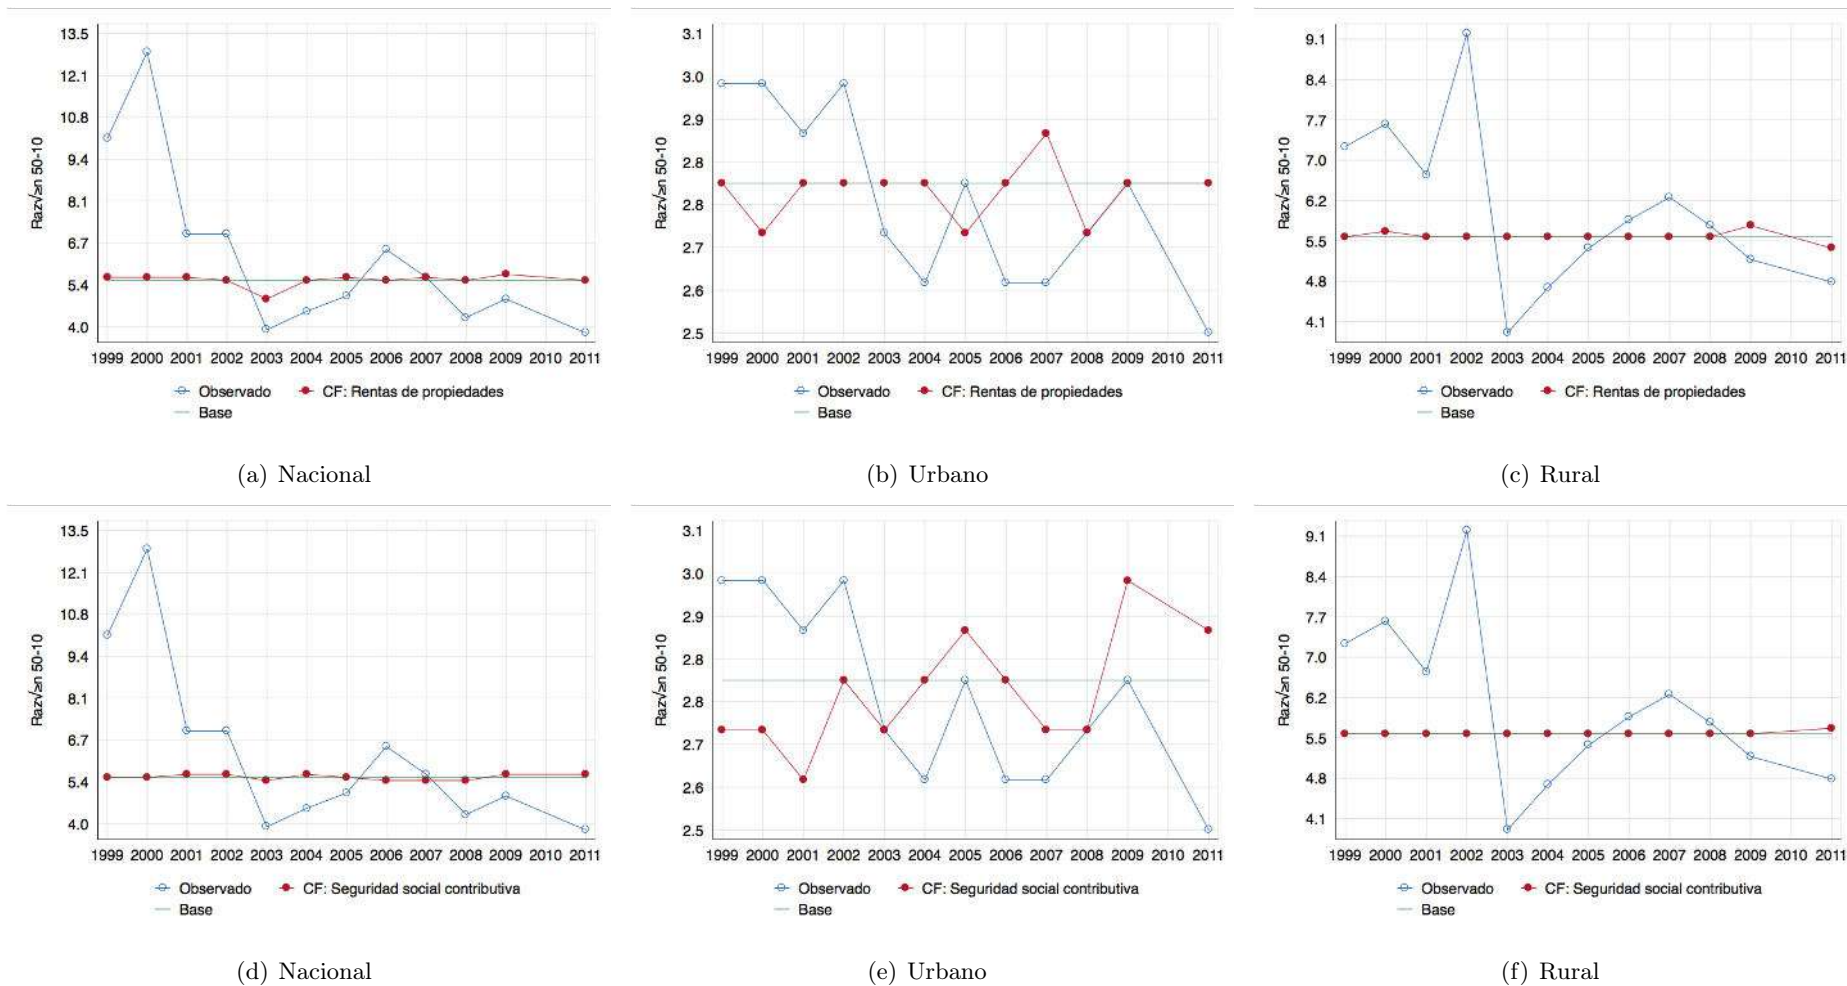 13.5
12.1
10.8
9.4
8.1
6.7
5.4
4.0
Raz√≥n 50-10
1999 2000 2001 2002 2003 2004 2005 2006 2007 2008 2009 2010 2011
Observado CF: Rentas de propiedades
Base
(a) Nacional
3.1
3.0
2.9
2.8
2.8
2.7
2.6
2.5
Raz√≥n 50-10
1999 2000 2001 2002 2003 2004 2005 2006 2007 2008 2009 2010 2011
Observado CF: Rentas de propiedades
Base
(b) Urbano
9.1
8.4
7.7
7.0
6.2
5.5
4.8
4.1
Raz√≥n 50-10
1999 2000 2001 2002 2003 2004 2005 2006 2007 2008 2009 2010 2011
Observado CF: Rentas de propiedades
Base
(c) Rural
13.5
12.1
10.8
9.4
8.1
6.7
5.4
4.0
Raz√≥n 50-10
1999 2000 2001 2002 2003 2004 2005 2006 2007 2008 2009 2010 2011
Observado CF: Seguridad social contributiva
Base
(d) Nacional
3.1
3.0
2.9
2.8
2.8
2.7
2.6
2.5
Raz√≥n 50-10
1999 2000 2001 2002 2003 2004 2005 2006 2007 2008 2009 2010 2011
Observado CF: Seguridad social contributiva
Base
(e) Urbano
9.1
8.4
7.7
7.0
6.2
5.5
4.8
4.1
Raz√≥n 50-10
1999 2000 2001 2002 2003 2004 2005 2006 2007 2008 2009 2010 2011
Observado CF: Seguridad social contributiva
Base
(f) Rural